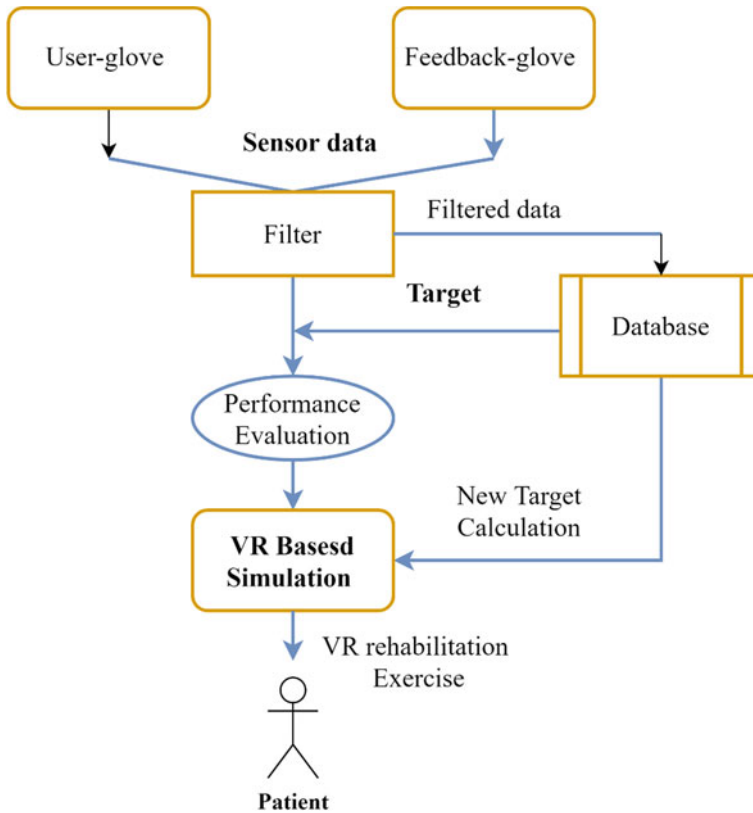 User-glove
Feedback-glove
Sensor data
Filter
Filtered data
Target
Database
Performance
Evaluation
New Target
Calculation
VR Basesd
Simulation
VR rehabilitation
Exercise
Patient